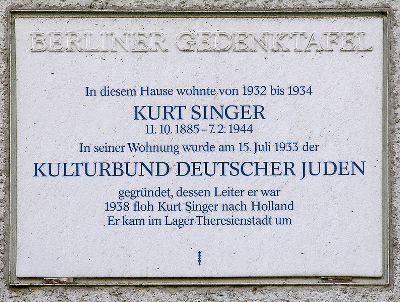 BERLINER GEDENKTAFEL
In diesem Hause wohnte von 1932 bis 1934
KURT SINGER
11.10.1885–7.2.1944
In seiner Wohnung wurde am 15. Juli 1933 der
KULTURBUND DEUTSCHER JUDEN
gegründet, dessen Leiter er war
1938 floh Kurt Singer nach Holland
Er kam im Lager Theresienstadt um